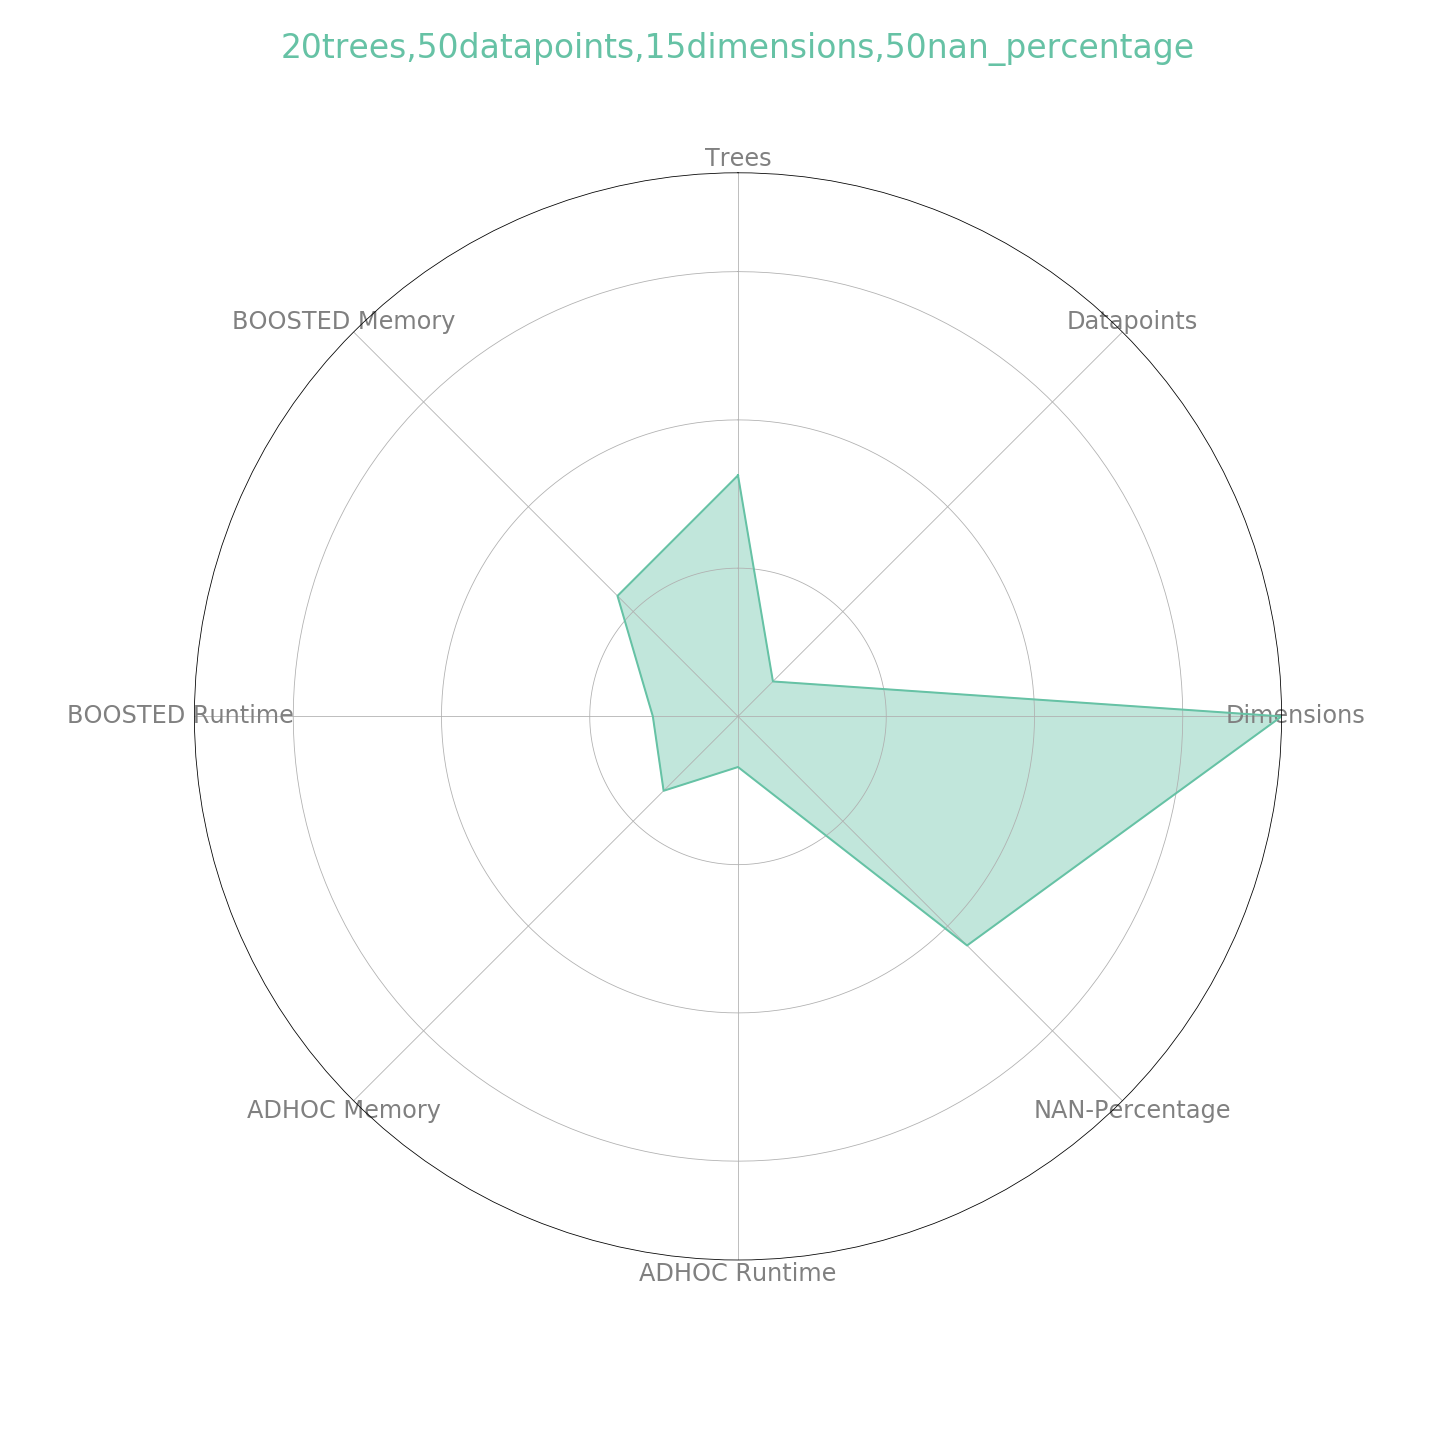 20trees,50datapoints,15dimensions,50nan_percentage
Trees
BOOSTED Memory
Datapoints
BOOSTED Runtime
Dimensions
ADHOC Memory
NAN-Percentage
ADHOC Runtime